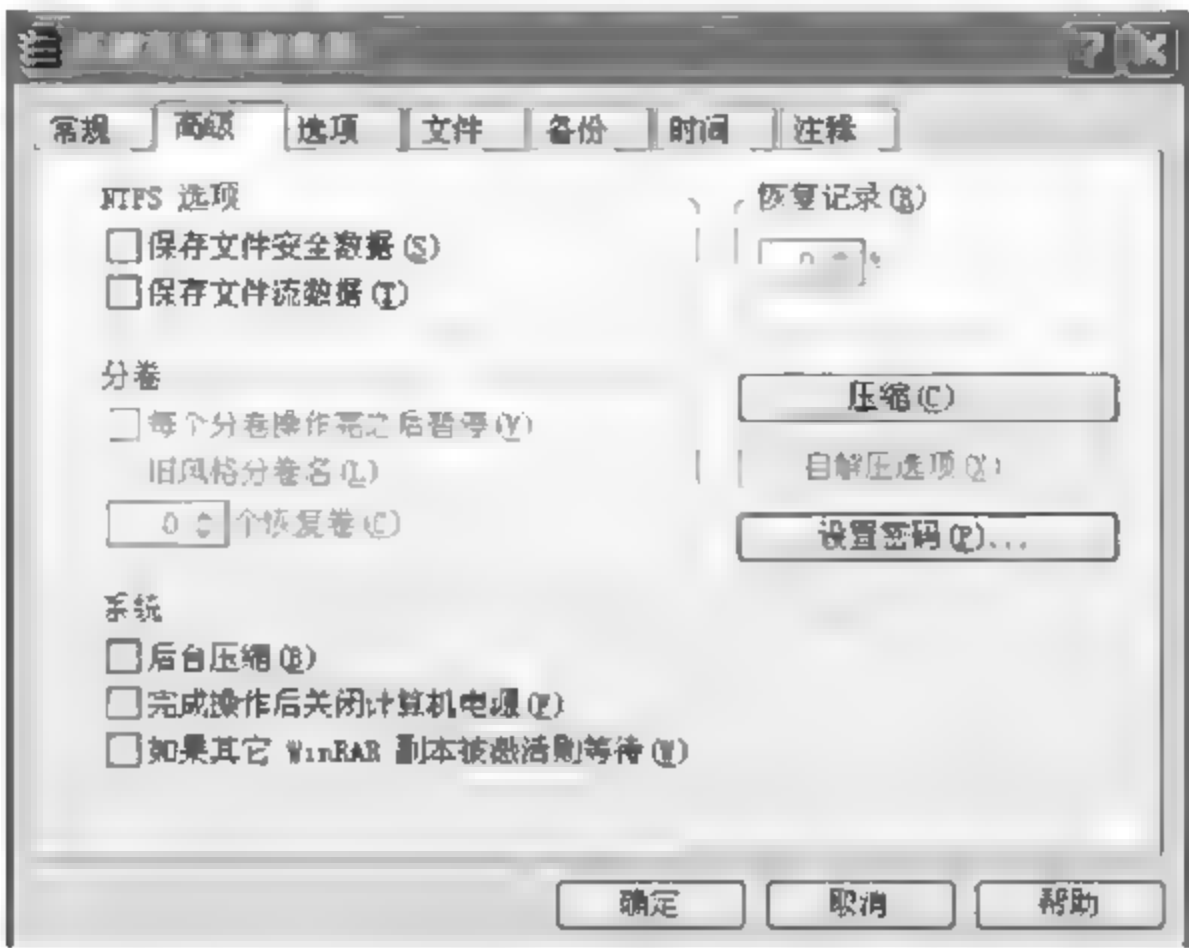 常规 高级 选项 文件 备份 时间 注释
NTFS 选项
保存文件安全数据(S)
保存文件流数据(T)
分卷
每个分卷操作完之后暂停(V)
旧风格分卷名(L)
0 个恢复卷(C)
系统
后台压缩(B)
完成操作后关闭计算机电源(F)
如果其它 WinRAR 副本被激活则等待(W)
恢复记录(R)
0 %
压缩(C)
自解压选项(X)
设置密码(P)...
确定 取消 帮助